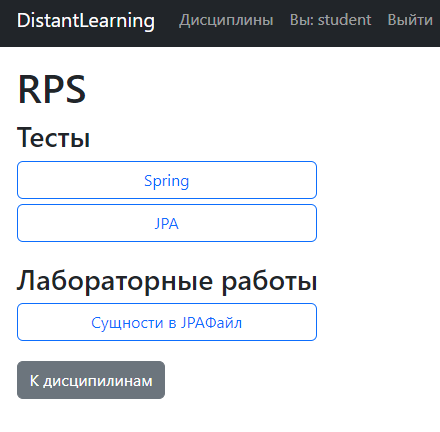 DistantLearning Дисциплины Вы: student Выйти
RPS
Тесты
Spring
JPA
Лабораторные работы
Сущности в JPAФайл
К дисципилинам